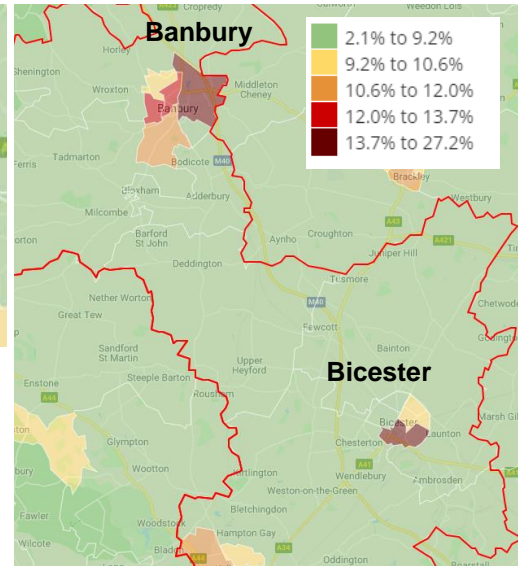 Cropredy
Weedon Lois
Banbury
Horley
Shenington
Wroxton
Middleton
Cheney
Banbury
2.1% to 9.2%
9.2% to 10.6%
10.6% to 12.0%
12.0% to 13.7%
13.7% to 27.2%
Ferris
Tadmarton
Bodicote
M40
Brackley
Bloxham
Adderbury
Westbury
Milcombe
A43
Barford
St John
Aynho
Croughton
A421
Juniper Hill
Deddington
Tusmore
Nether Worton
M40
Chetwode
Great Tew
Fewcott
Sandford
St Martin
Bainton
Upper
Heyford
Enstone
Steeple Barton
Bicester
A44
Rousham
Bicester
Launton
Marsh Gi
Glympton
Chesterton
Wootton
A41
Kirtlington
Wendlebury
Ambrosden
Weston-on-the-Green
Fawler
Bletchingdon
Wilcote
Woodstock
Hampton Gay
Bladon
A44
A34
Oddington